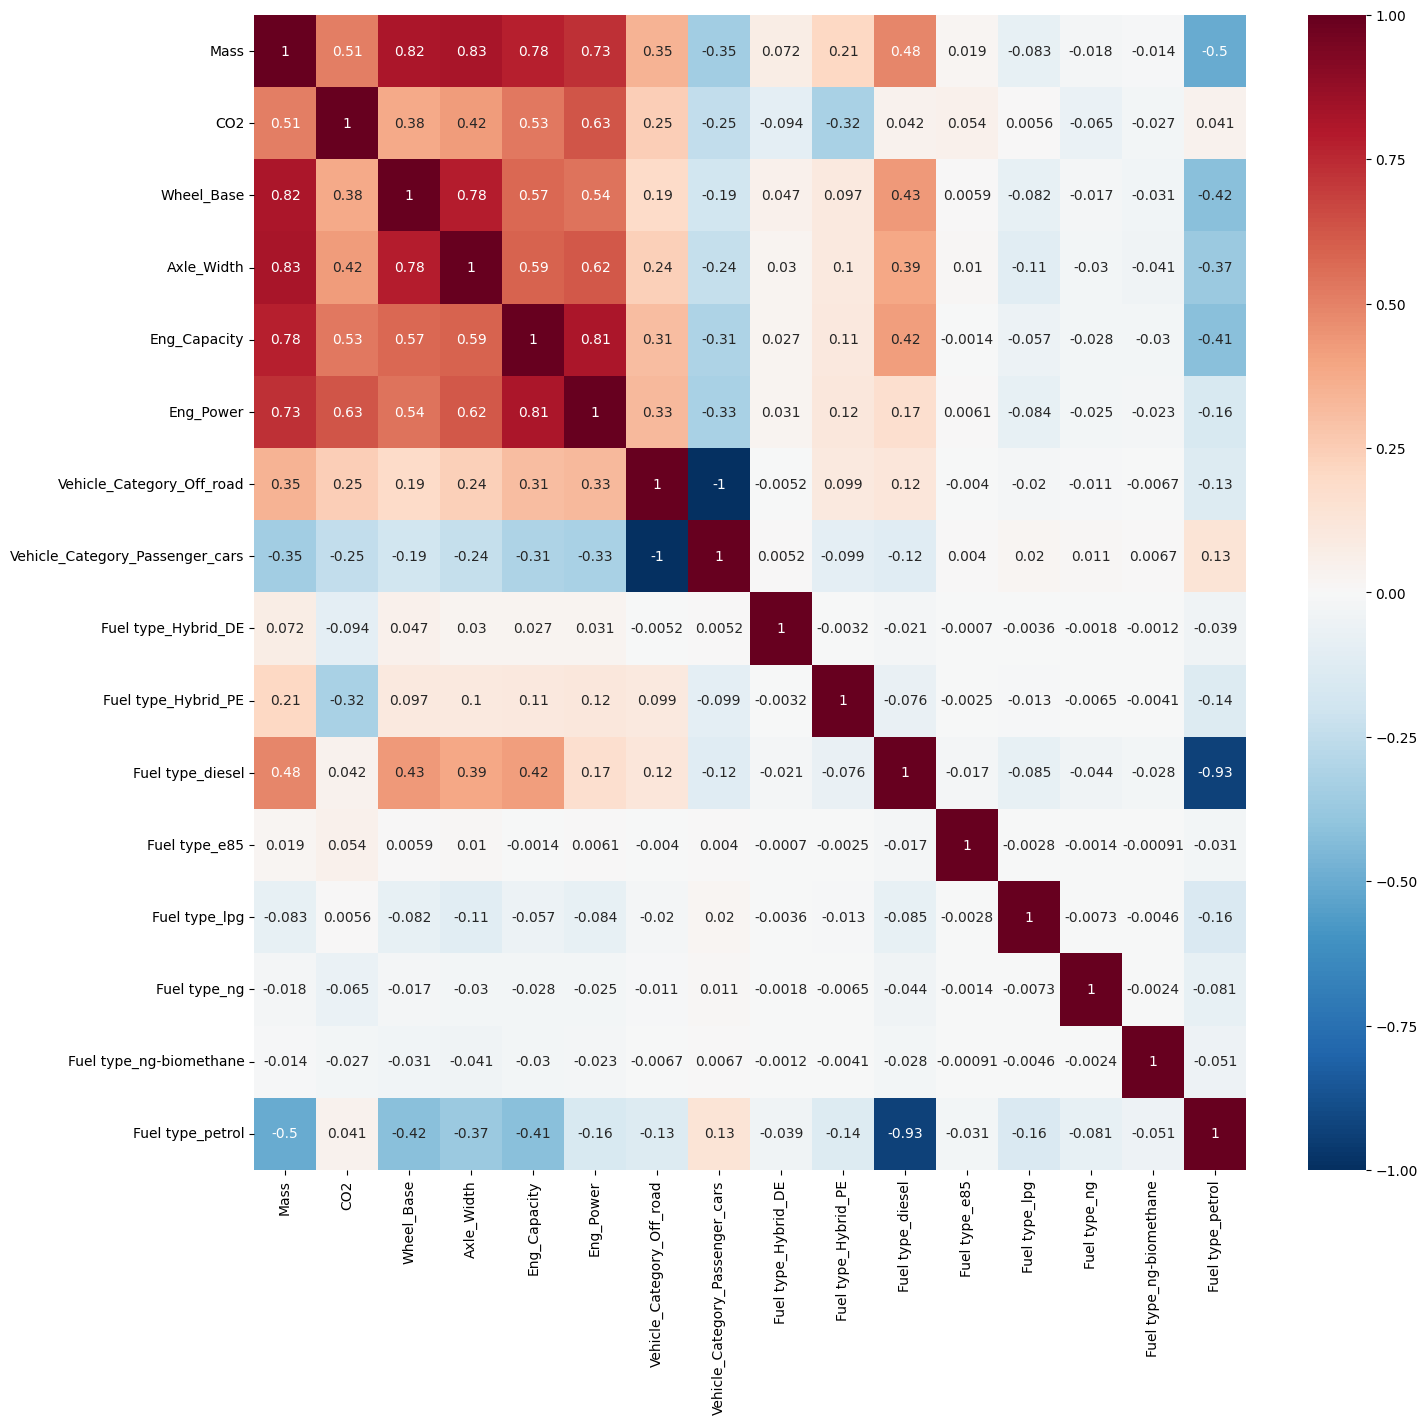 Mass 1 0.51 0.82 0.83 0.78 0.73 0.35 -0.35 0.072 0.21 0.48 0.019 -0.083 -0.018 -0.014 -0.5
CO2 0.51 1 0.38 0.42 0.53 0.63 0.25 -0.25 -0.094 -0.32 0.042 0.054 0.0056 -0.065 -0.027 0.041
Wheel_Base 0.82 0.38 1 0.78 0.57 0.54 0.19 -0.19 0.047 0.097 0.43 0.0059 -0.082 -0.017 -0.031 -0.42
Axle_Width 0.83 0.42 0.78 1 0.59 0.62 0.24 -0.24 0.03 0.1 0.39 0.01 -0.11 -0.03 -0.041 -0.37
Eng_Capacity 0.78 0.53 0.57 0.59 1 0.81 0.31 -0.31 0.027 0.11 0.42 -0.0014 -0.057 -0.028 -0.03 -0.41
Eng_Power 0.73 0.63 0.54 0.62 0.81 1 0.33 -0.33 0.031 0.12 0.17 0.0061 -0.084 -0.025 -0.023 -0.16
Vehicle_Category_Off_road 0.35 0.25 0.19 0.24 0.31 0.33 1 -1 -0.0052 0.099 0.12 -0.004 -0.02 -0.011 -0.0067 -0.13
Vehicle_Category_Passenger_cars -0.35 -0.25 -0.19 -0.24 -0.31 -0.33 -1 1 0.0052 -0.099 -0.12 0.004 0.02 0.011 0.0067 0.13
Fuel type_Hybrid_DE 0.072 -0.094 0.047 0.03 0.027 0.031 -0.0052 0.0052 1 -0.0032 -0.021 -0.0007 -0.0036 -0.0018 -0.0012 -0.039
Fuel type_Hybrid_PE 0.21 -0.32 0.097 0.1 0.11 0.12 0.099 -0.099 -0.0032 1 -0.076 -0.0025 -0.013 -0.0065 -0.0041 -0.14
Fuel type_diesel 0.48 0.042 0.43 0.39 0.42 0.17 0.12 -0.12 -0.021 -0.076 1 -0.017 -0.085 -0.044 -0.028 -0.93
Fuel type_e85 0.019 0.054 0.0059 0.01 -0.0014 0.0061 -0.004 0.004 -0.0007 -0.0025 -0.017 1 -0.0028 -0.0014 -0.00091 -0.031
Fuel type_lpg -0.083 0.0056 -0.082 -0.11 -0.057 -0.084 -0.02 0.02 -0.0036 -0.013 -0.085 -0.0028 1 -0.0073 -0.0046 -0.16
Fuel type_ng -0.018 -0.065 -0.017 -0.03 -0.028 -0.025 -0.011 0.011 -0.0018 -0.0065 -0.044 -0.0014 -0.0073 1 -0.0024 -0.081
Fuel type_ng-biomethane -0.014 -0.027 -0.031 -0.041 -0.03 -0.023 -0.0067 0.0067 -0.0012 -0.0041 -0.028 -0.00091 -0.0046 -0.0024 1 -0.051
Fuel type_petrol -0.5 0.041 -0.42 -0.37 -0.41 -0.16 -0.13 0.13 -0.039 -0.14 -0.93 -0.031 -0.16 -0.081 -0.051 1
Mass
CO2
Wheel_Base
Axle_Width
Eng_Capacity
Eng_Power
Vehicle_Category_Off_road
Vehicle_Category_Passenger_cars
Fuel type_Hybrid_DE
Fuel type_Hybrid_PE
Fuel type_diesel
Fuel type_e85
Fuel type_lpg
Fuel type_ng
Fuel type_ng-biomethane
Fuel type_petrol
1.00
0.75
0.50
0.25
0.00
−0.25
−0.50
−0.75
−1.00